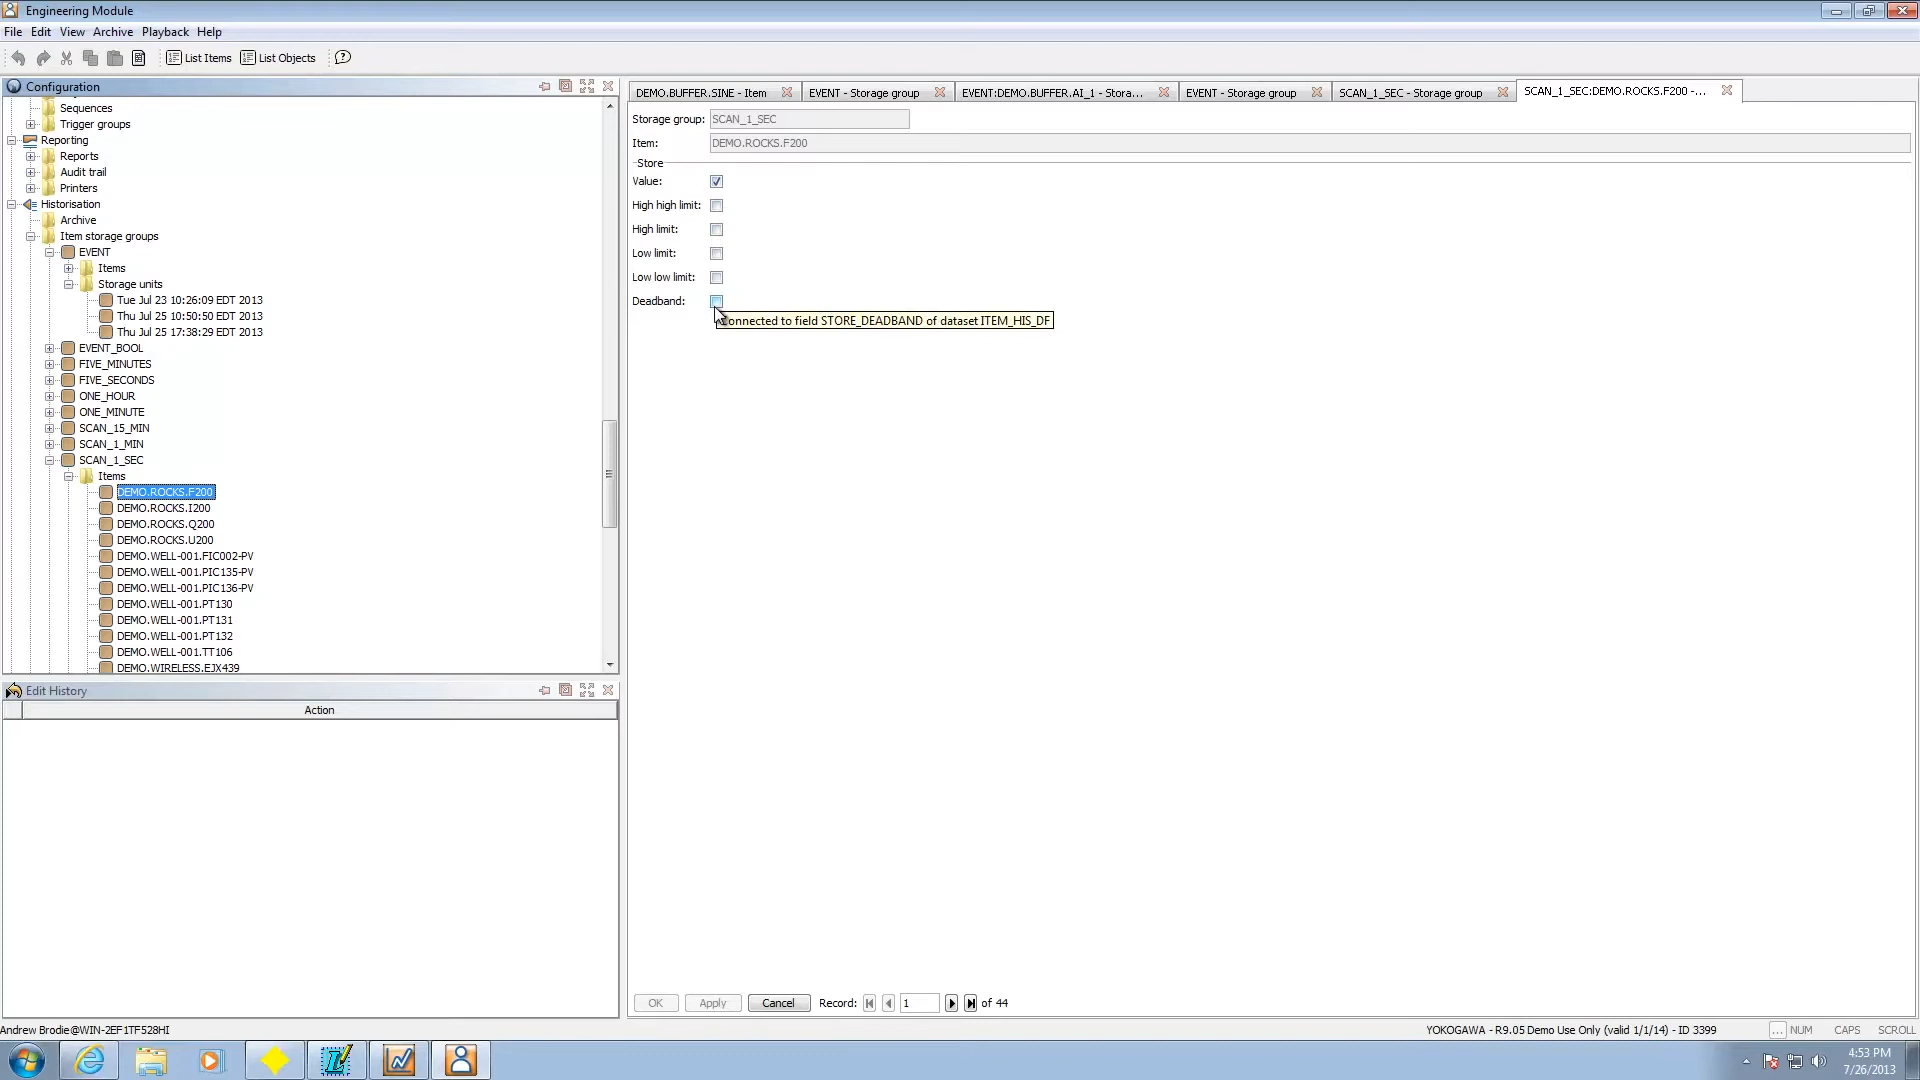 Engineering Module
File Edit View Archive Playback Help
List Items List Objects
Configuration
Sequences
Trigger groups
Reporting
Reports
Audit trail
Printers
Historisation
Archive
Item storage groups
EVENT
Items
Storage units
Tue Jul 23 10:26:09 EDT 2013
Thu Jul 25 10:50:50 EDT 2013
Thu Jul 25 17:38:29 EDT 2013
EVENT_BOOL
FIVE_MINUTES
FIVE_SECONDS
ONE_HOUR
ONE_MINUTE
SCAN_15_MIN
SCAN_1_MIN
SCAN_1_SEC
Items
DEMO.ROCKS.F200
DEMO.ROCKS.I200
DEMO.ROCKS.Q200
DEMO.ROCKS.U200
DEMO.WELL-001.FIC002-PV
DEMO.WELL-001.PIC135-PV
DEMO.WELL-001.PIC136-PV
DEMO.WELL-001.PT130
DEMO.WELL-001.PT131
DEMO.WELL-001.PT132
DEMO.WELL-001.TT106
DEMO.WIRELESS.EJX439
Edit History
Action
DEMO.BUFFER.SINE - Item EVENT - Storage group EVENT:DEMO.BUFFER.AI_1 - Stora... EVENT - Storage group SCAN_1_SEC - Storage group SCAN_1_SEC:DEMO.ROCKS.F200 -...
Storage group: SCAN_1_SEC
Item: DEMO.ROCKS.F200
Store
Value:
High high limit:
High limit:
Low limit:
Low low limit:
Deadband:
onnected to field STORE_DEADBAND of dataset ITEM_HIS_DF
OK Apply Cancel Record: 1 of 44
Andrew Brodie@WIN-2EF1TF528HI
YOKOGAWA - R9.05 Demo Use Only (valid 1/1/14) - ID 3399 ... NUM CAPS SCROLL
4:53 PM
7/26/2013